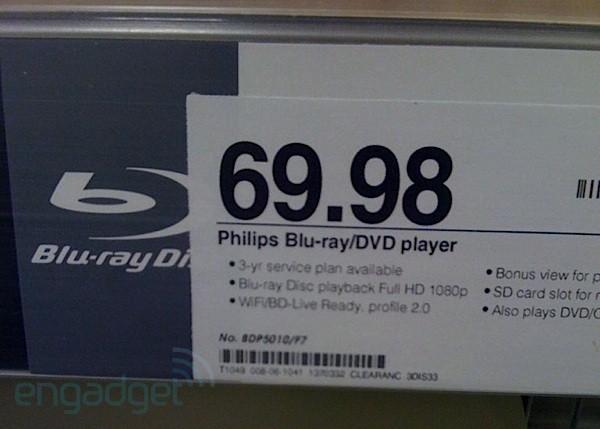 69.98
Blu-ray Di
Philips Blu-ray/DVD player
• 3-yr service plan available
• Blu-ray Disc playback Full HD 1080p
• WiFi/BD-Live Ready, profile 2.0
• Bonus view for p
• SD card slot for
• Also plays DVD/C
No. BDP5010/F7
T1049 008-06-1041 1370332 CLEARANC 3DIS33
engadget